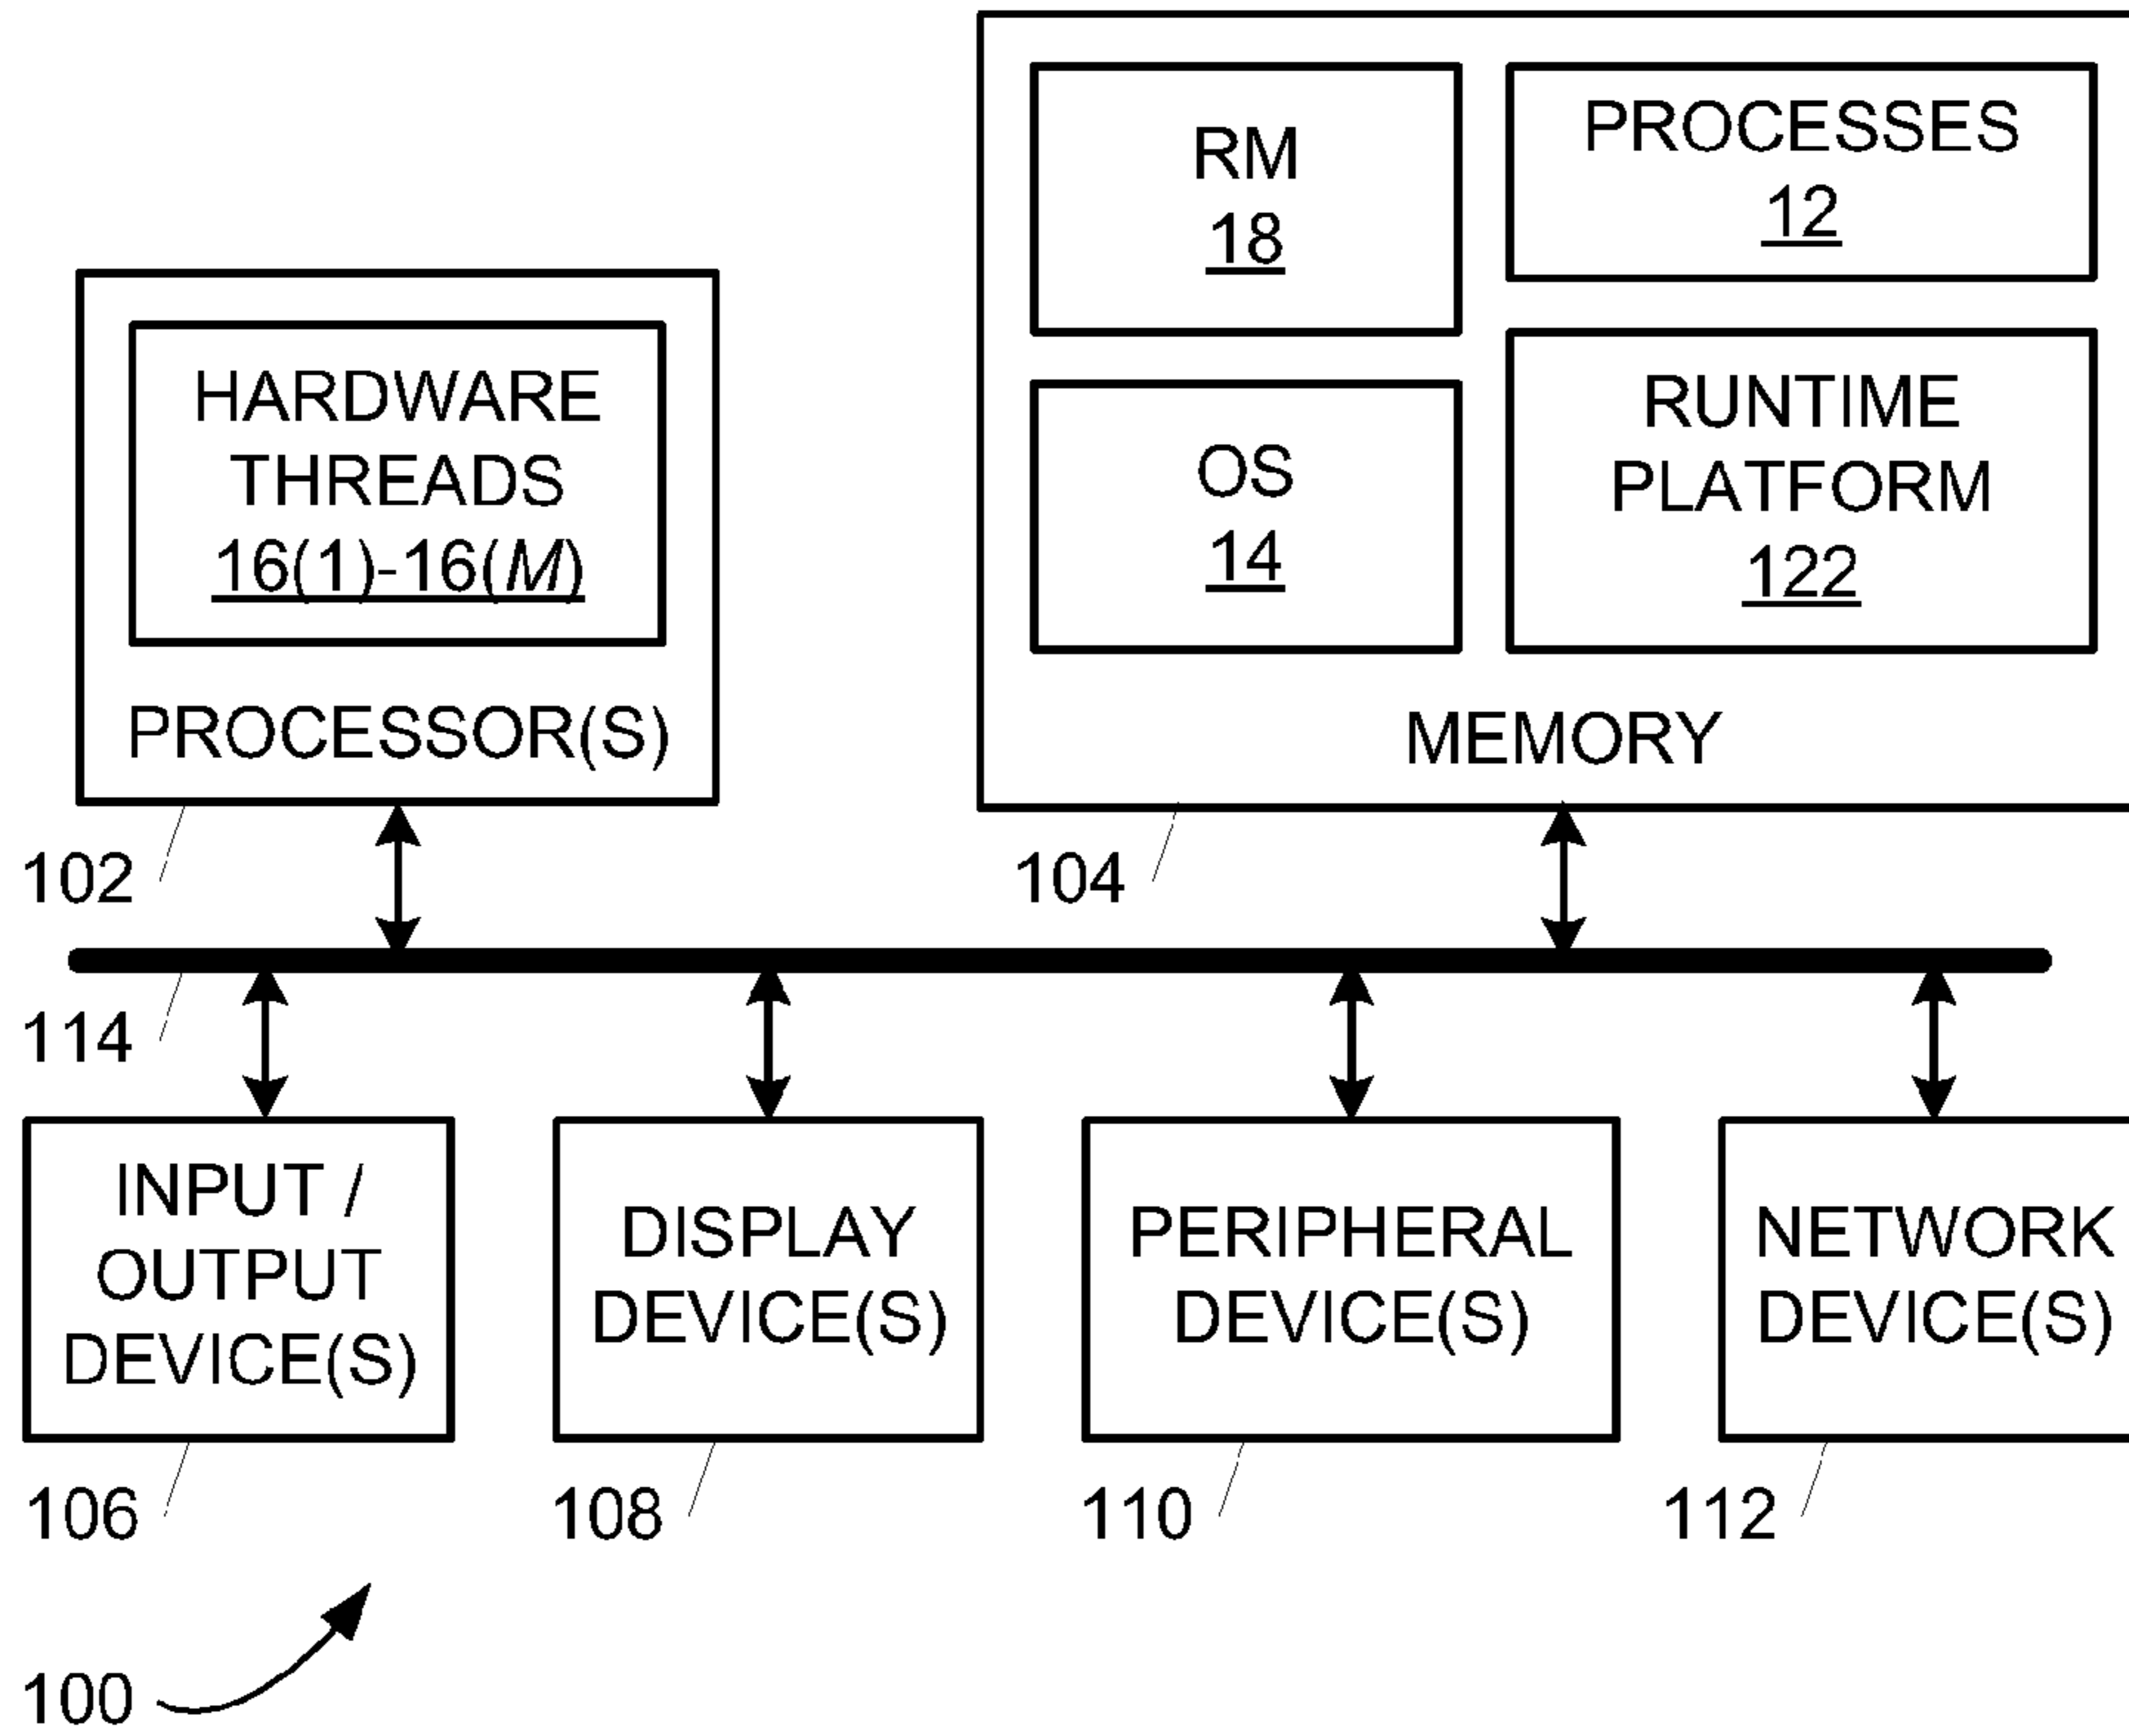 HARDWARE
THREADS
16(1)-16(M)
PROCESSOR(S)
102
RM
18
PROCESSES
12
OS
14
RUNTIME
PLATFORM
122
MEMORY
104
114
INPUT /
OUTPUT
DEVICE(S)
106
DISPLAY
DEVICE(S)
108
PERIPHERAL
DEVICE(S)
110
NETWORK
DEVICE(S)
112
100